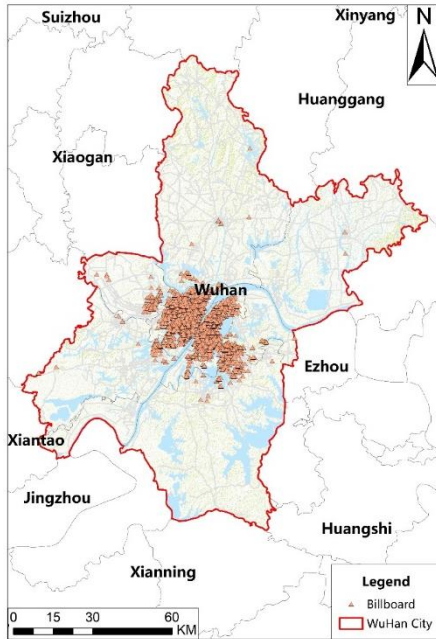 Suizhou
Xinyang
N
Huanggang
Xiaogan
Wuhan
Ezhou
Xiantao
Jingzhou
Huangshi
Xianning
Legend
Billboard
WuHan City
0 15 30 60
KM